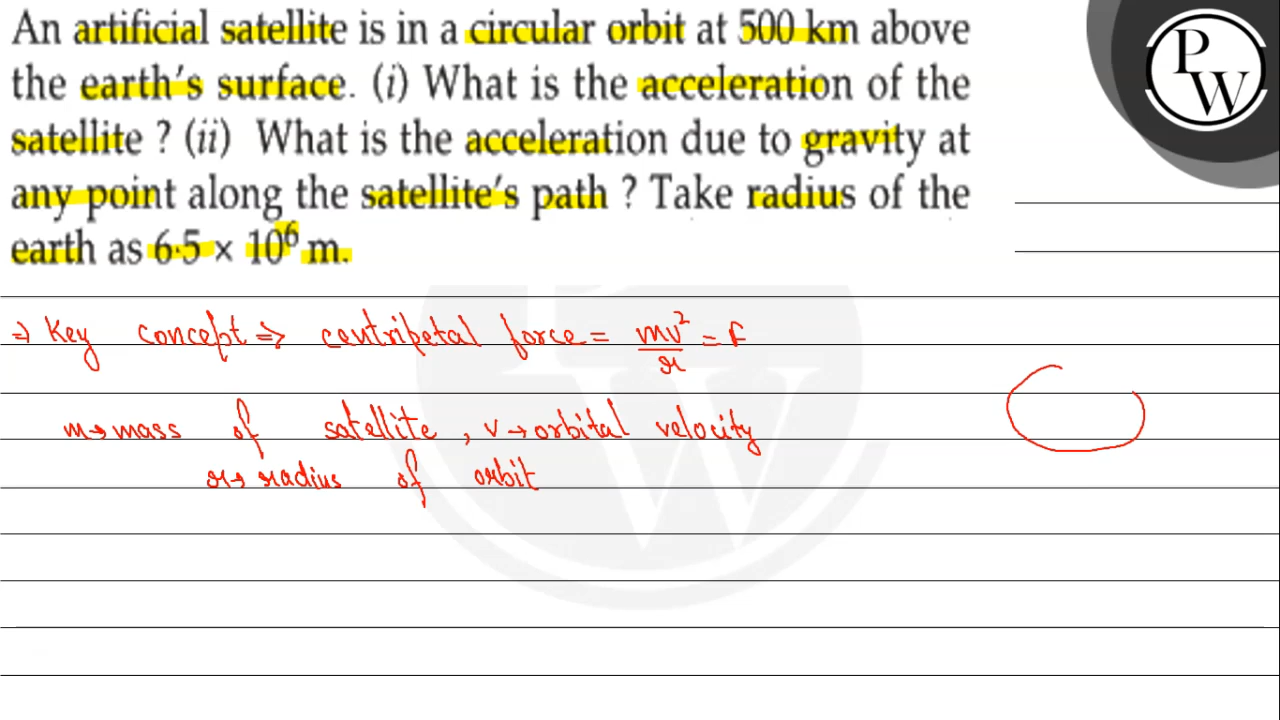 An artificial satellite is in a circular orbit at 500 km above
the earth's surface. (i) What is the acceleration of the
satellite ? (ii) What is the acceleration due to gravity at
any point along the satellite's path ? Take radius of the
earth as 6·5 × 10⁶ m.
P
W
⇒ Key concept ⇒ centripetal force = mv²/r = F
m → mass of satellite, v → orbital velocity
r → radius of orbit